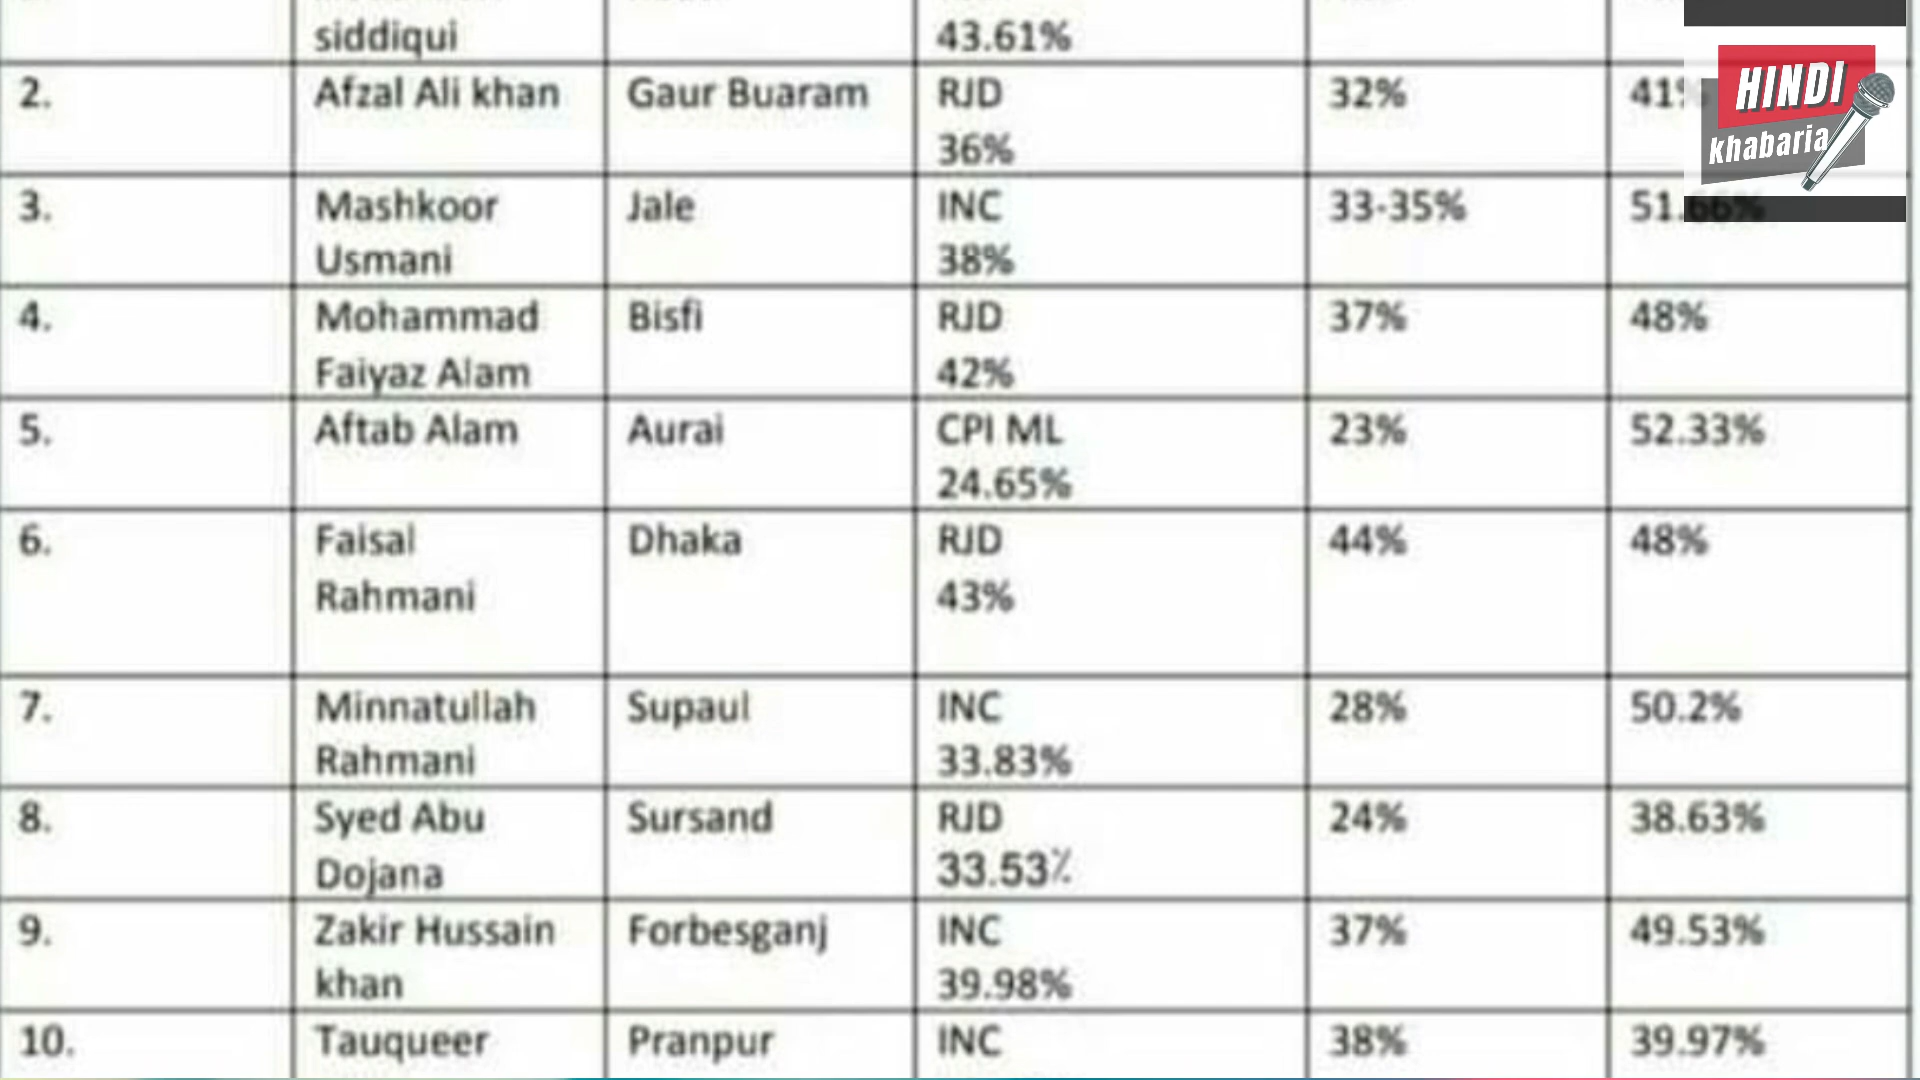 siddiqui 43.61%
2. Afzal Ali khan Gaur Buaram RJD 32% 41%
36%
3. Mashkoor Jale INC 33-35% 51.66%
Usmani 38%
4. Mohammad Bisfi RJD 37% 48%
Faiyaz Alam 42%
5. Aftab Alam Aurai CPI ML 23% 52.33%
24.65%
6. Faisal Dhaka RJD 44% 48%
Rahmani 43%
7. Minnatullah Supaul INC 28% 50.2%
Rahmani 33.83%
8. Syed Abu Sursand RJD 24% 38.63%
Dojana 33.53%
9. Zakir Hussain Forbesganj INC 37% 49.53%
khan 39.98%
10. Tauqueer Pranpur INC 38% 39.97%
HINDI
khabaria